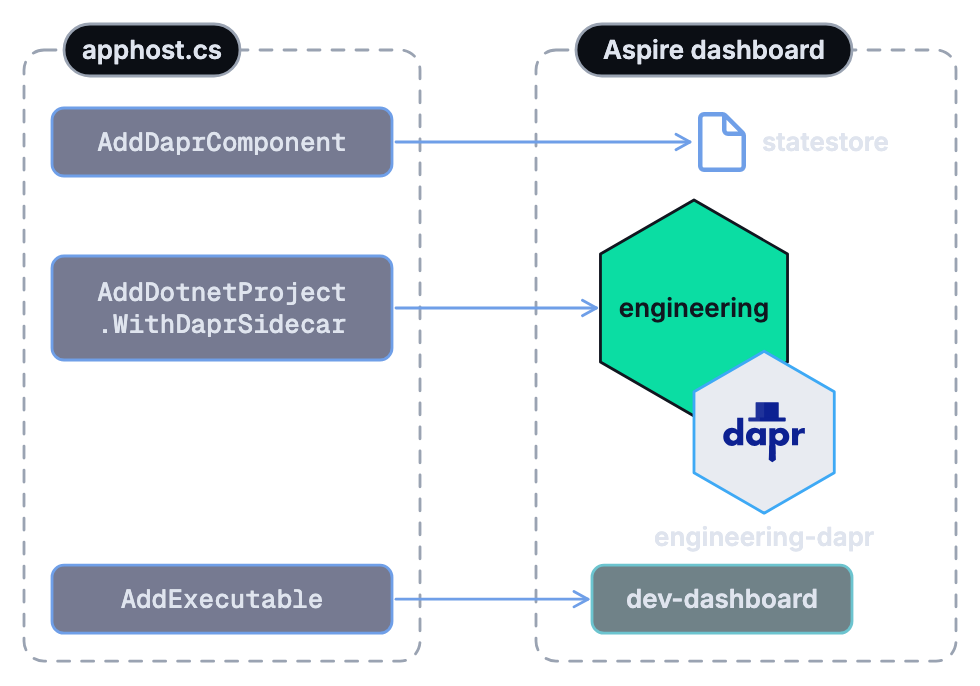 apphost.cs
Aspire dashboard
AddDaprComponent
statestore
AddDotnetProject
.WithDaprSidecar
engineering
dapr
engineering-dapr
AddExecutable
dev-dashboard